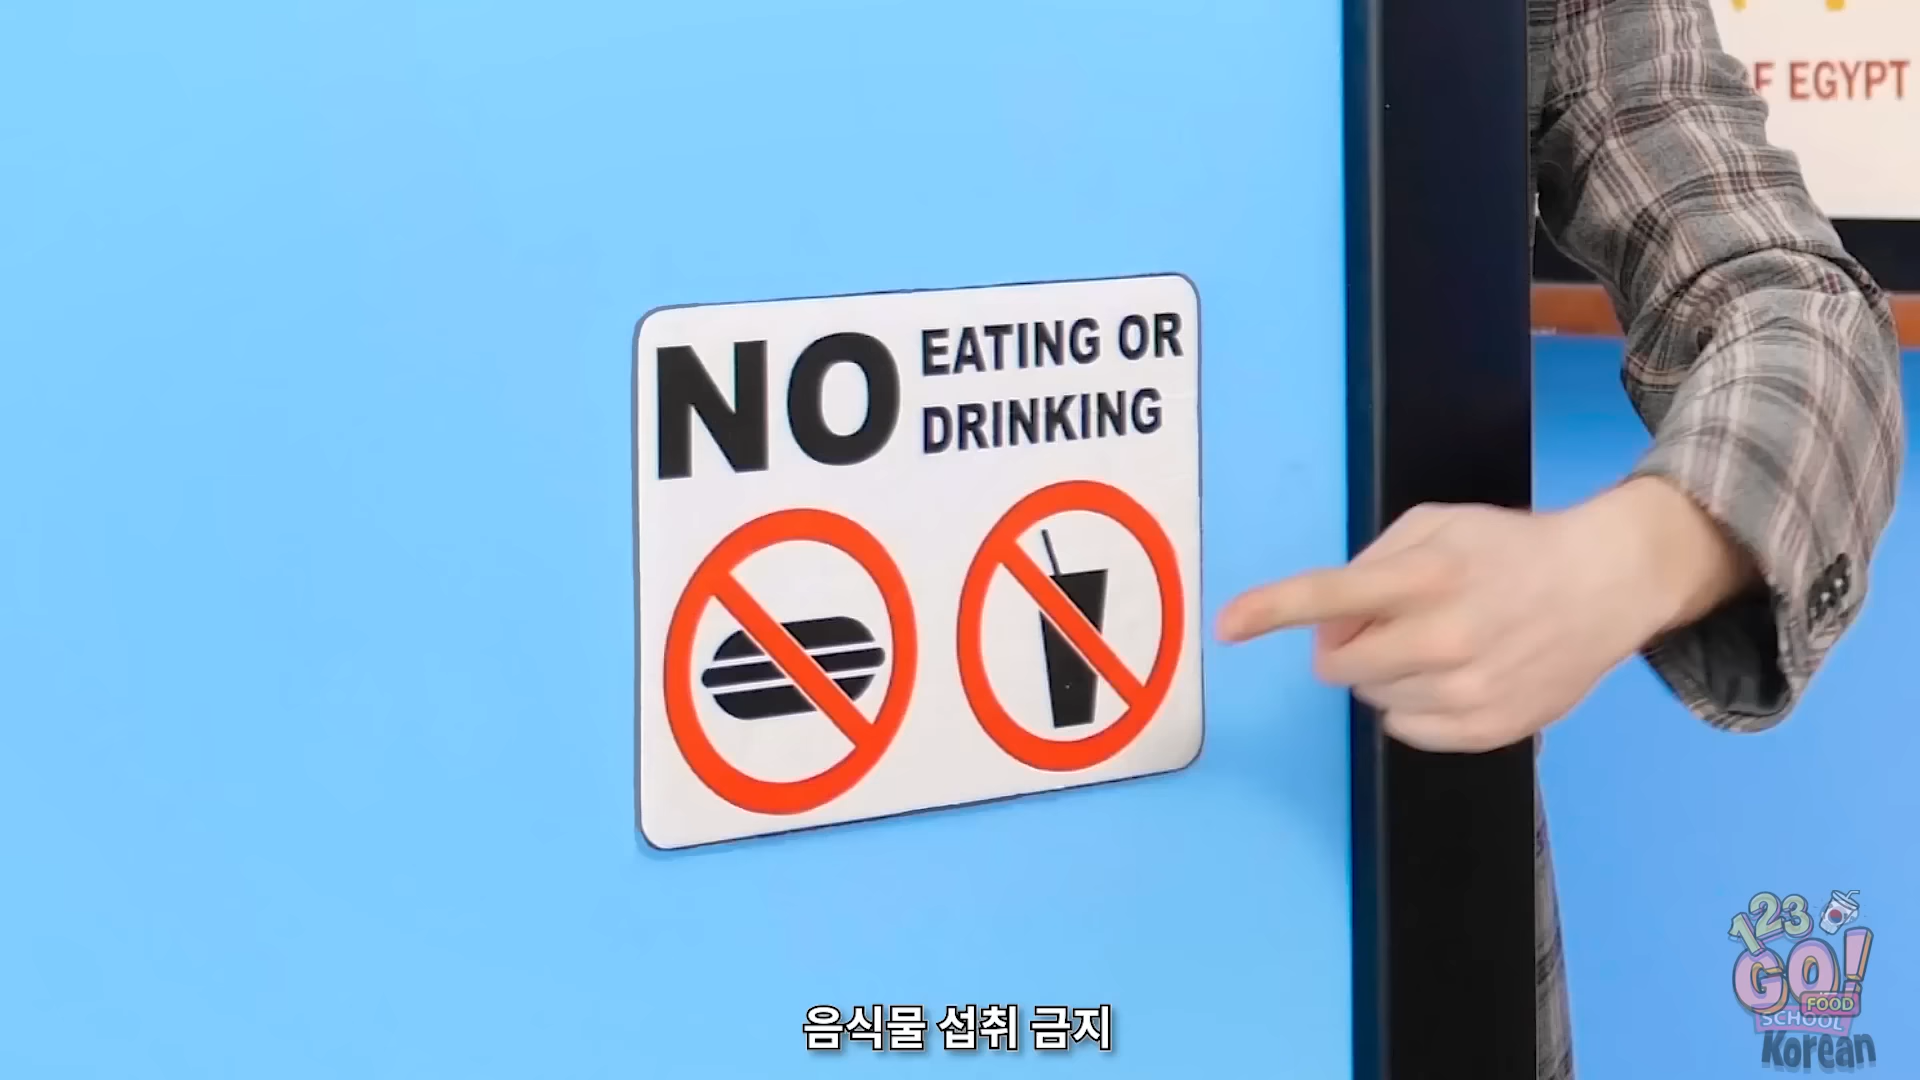 F EGYPT
NO EATING OR
DRINKING
음식물 섭취 금지
123
GO!
FOOD
SCHOOL
Korean